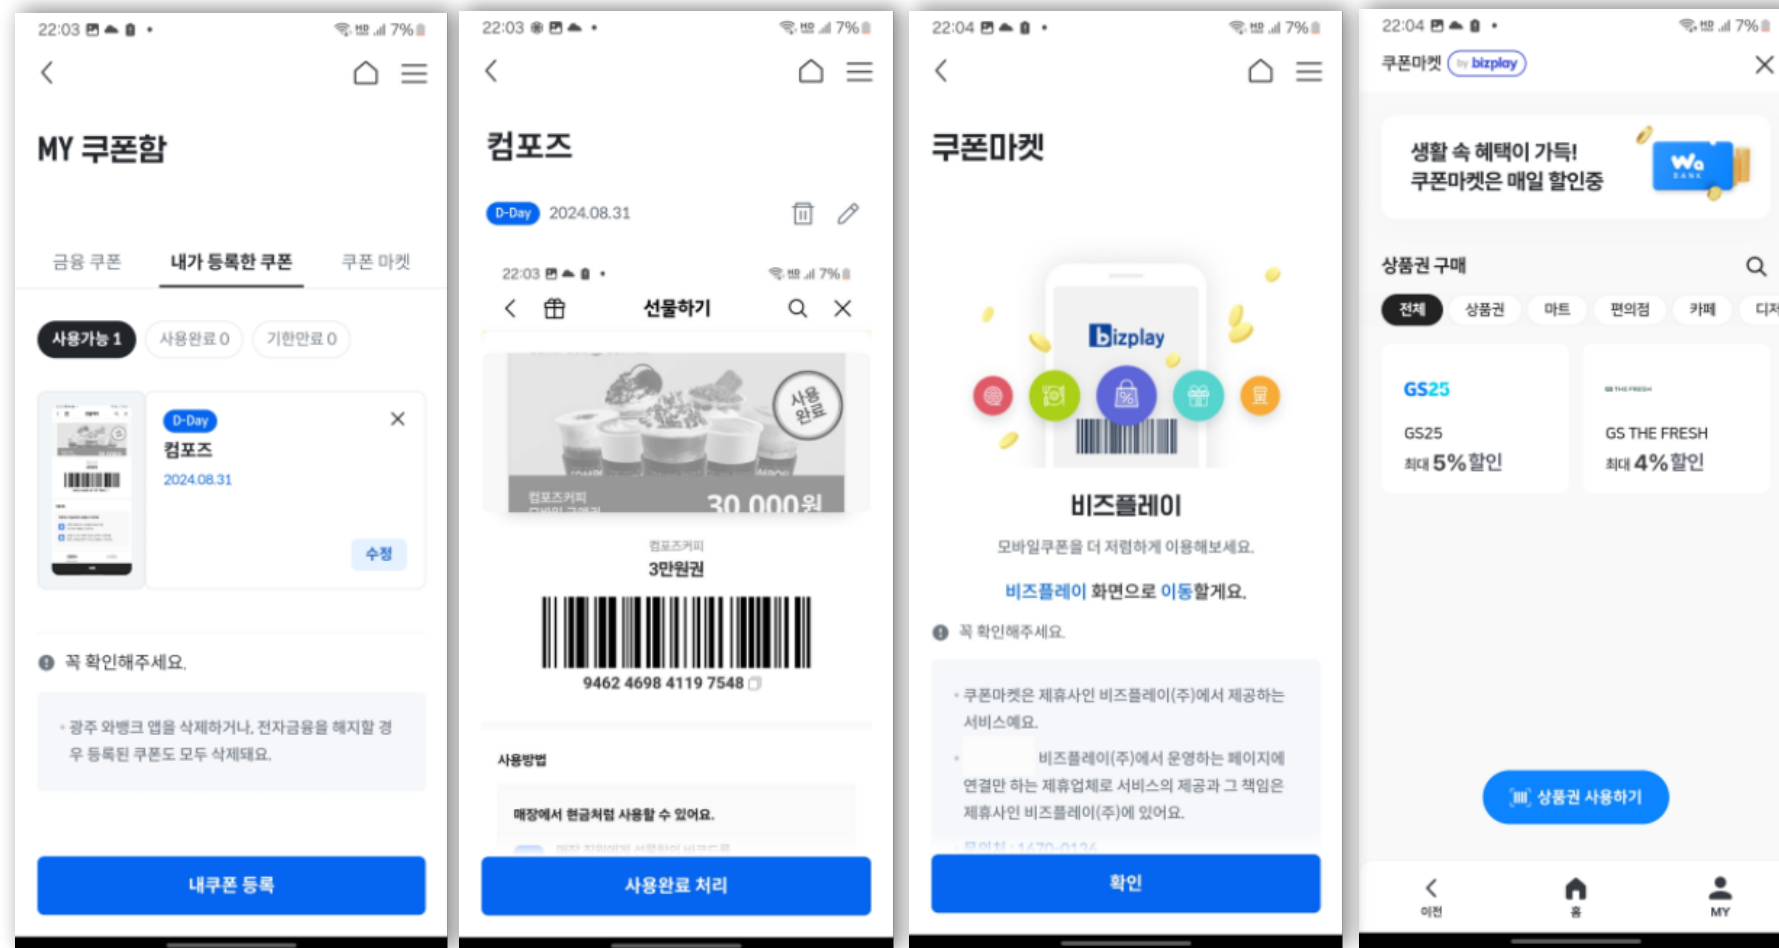 22:03
HD 7%
MY 쿠폰함
금융 쿠폰 내가 등록한 쿠폰 쿠폰 마켓
사용가능 1 사용완료 0 기한만료 0
D-Day
컴포즈
2024.08.31
수정
꼭 확인해주세요.
• 광주 와뱅크 앱을 삭제하거나, 전자금융을 해지할 경
우 등록된 쿠폰도 모두 삭제돼요.
내쿠폰 등록
22:03
HD 7%
컴포즈
D-Day 2024.08.31
22:03
HD 7%
선물하기
사용
완료
컴포즈커피
30,000원
컴포즈커피
3만원권
9462 4698 4119 7548
사용방법
매장에서 현금처럼 사용할 수 있어요.
사용완료 처리
22:04
HD 7%
쿠폰마켓
bizplay
비즈플레이
모바일쿠폰을 더 저렴하게 이용해보세요.
비즈플레이 화면으로 이동할게요.
꼭 확인해주세요.
• 쿠폰마켓은 제휴사인 비즈플레이(주)에서 제공하는
서비스예요.
• 비즈플레이(주)에서 운영하는 페이지에
연결만 하는 제휴업체로 서비스의 제공과 그 책임은
제휴사인 비즈플레이(주)에 있어요.
• 문의처 : 1670-0124
확인
22:04
HD 7%
쿠폰마켓 by bizplay
생활 속 혜택이 가득!
쿠폰마켓은 매일 할인중
Wa
BANK
상품권 구매
전체 상품권 마트 편의점 카페 디저
GS25
GS25
최대 5% 할인
GS THE FRESH
GS THE FRESH
최대 4% 할인
상품권 사용하기
이전 홈 MY